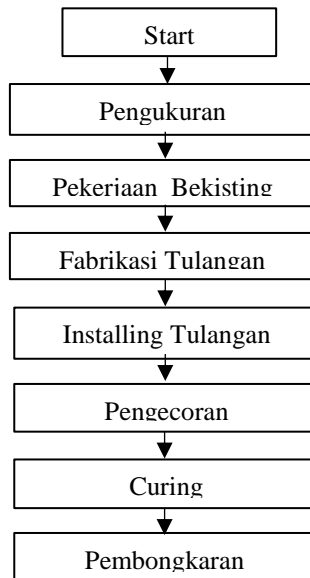 Start
Pengukuran
Pekerjaan Bekisting
Fabrikasi Tulangan
Installing Tulangan
Pengecoran
Curing
Pembongkaran